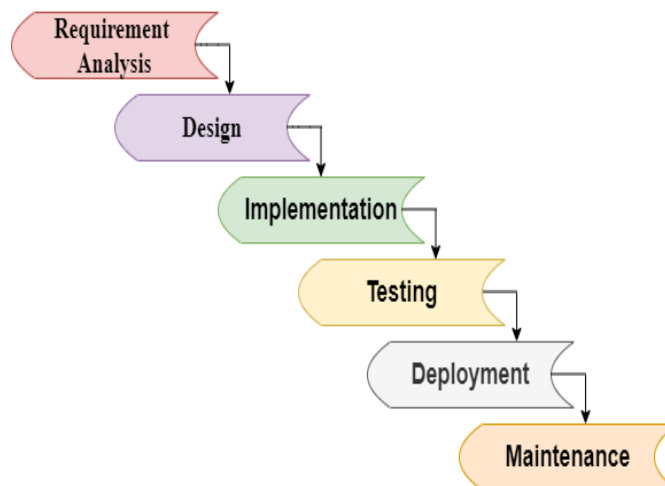 Requirement
Analysis
Design
Implementation
Testing
Deployment
Maintenance